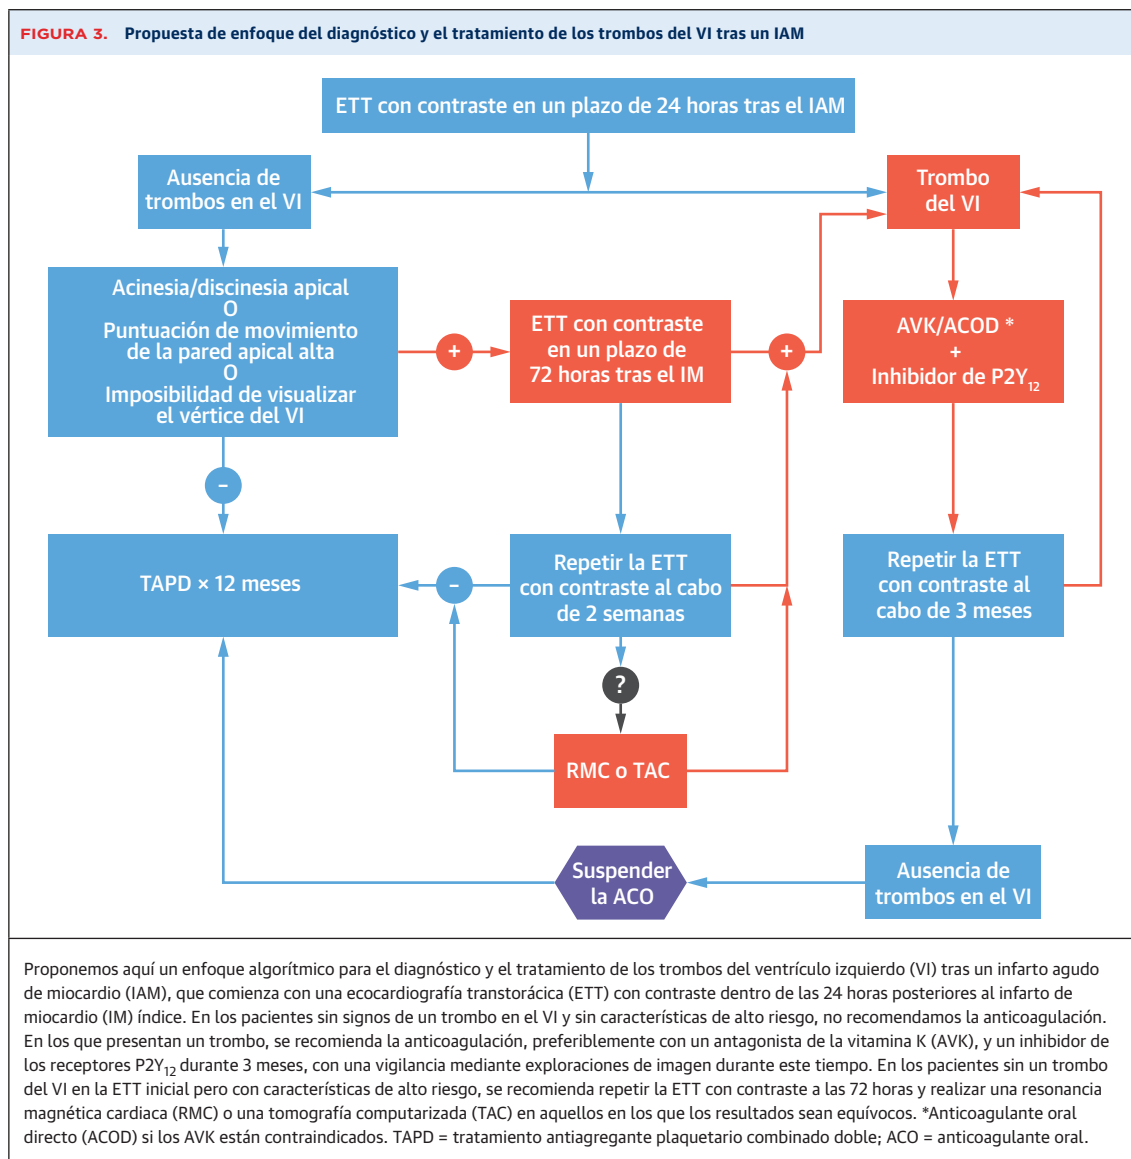 FIGURA 3. Propuesta de enfoque del diagnóstico y el tratamiento de los trombos del VI tras un IAM
ETT con contraste en un plazo de 24 horas tras el IAM
Ausencia de
trombos en el VI
Trombo
del VI
Acinesia/discinesia apical
O
Puntuación de movimiento
de la pared apical alta
O
Imposibilidad de visualizar
el vértice del VI
+
ETT con contraste
en un plazo de
72 horas tras el IM
+
AVK/ACOD *
+
Inhibidor de P2Y₁₂
–
TAPD × 12 meses
–
Repetir la ETT
con contraste al cabo
de 2 semanas
Repetir la ETT
con contraste al
cabo de 3 meses
?
RMC o TAC
Suspender
la ACO
Ausencia de
trombos en el VI
Proponemos aquí un enfoque algorítmico para el diagnóstico y el tratamiento de los trombos del ventrículo izquierdo (VI) tras un infarto agudo
de miocardio (IAM), que comienza con una ecocardiografía transtorácica (ETT) con contraste dentro de las 24 horas posteriores al infarto de
miocardio (IM) índice. En los pacientes sin signos de un trombo en el VI y sin características de alto riesgo, no recomendamos la anticoagulación.
En los que presentan un trombo, se recomienda la anticoagulación, preferiblemente con un antagonista de la vitamina K (AVK), y un inhibidor de
los receptores P2Y₁₂ durante 3 meses, con una vigilancia mediante exploraciones de imagen durante este tiempo. En los pacientes sin un trombo
del VI en la ETT inicial pero con características de alto riesgo, se recomienda repetir la ETT con contraste a las 72 horas y realizar una resonancia
magnética cardiaca (RMC) o una tomografía computarizada (TAC) en aquellos en los que los resultados sean equívocos. *Anticoagulante oral
directo (ACOD) si los AVK están contraindicados. TAPD = tratamiento antiagregante plaquetario combinado doble; ACO = anticoagulante oral.